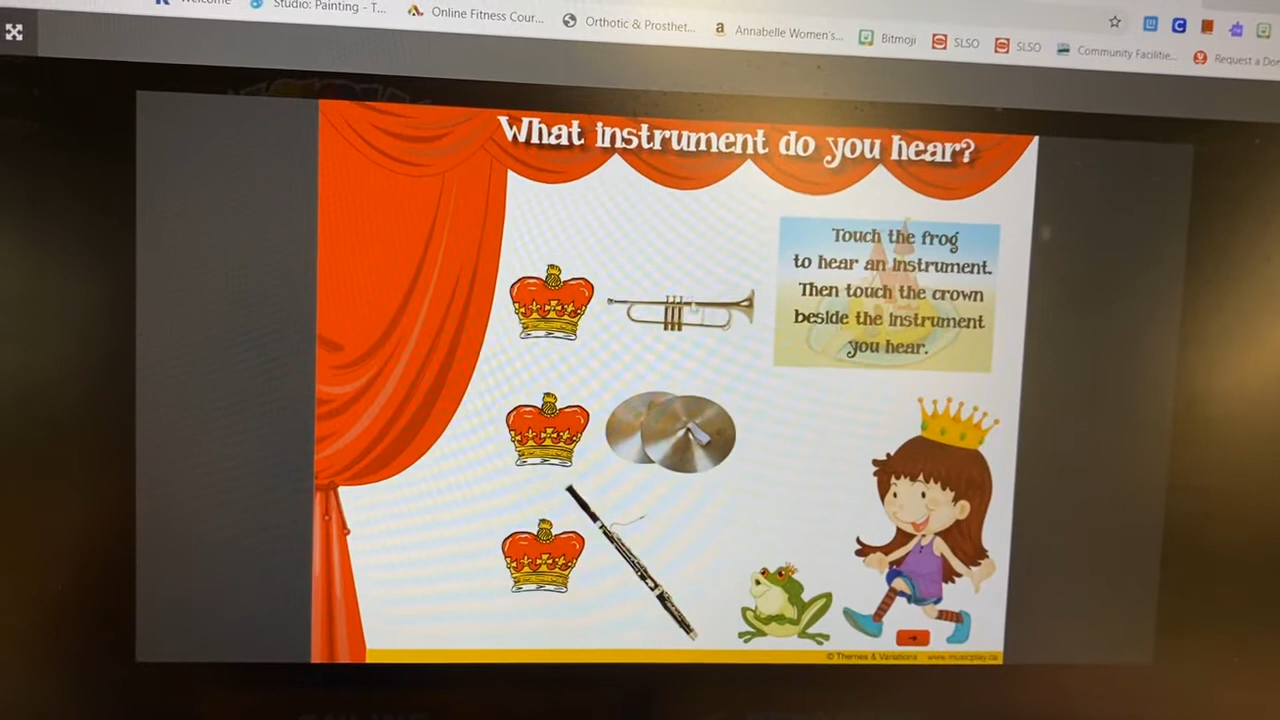 Welcome
Studio: Painting - T...
Online Fitness Cour...
Orthotic & Prosthet...
a
Annabelle Women's...
Bitmoji
SLSO
SLSO
Community Facilitie...
Request a Don
What instrument do you hear?
Touch the frog
to hear an instrument.
Then touch the crown
beside the instrument
you hear.
© Themes & Variations www.musicplay.ca